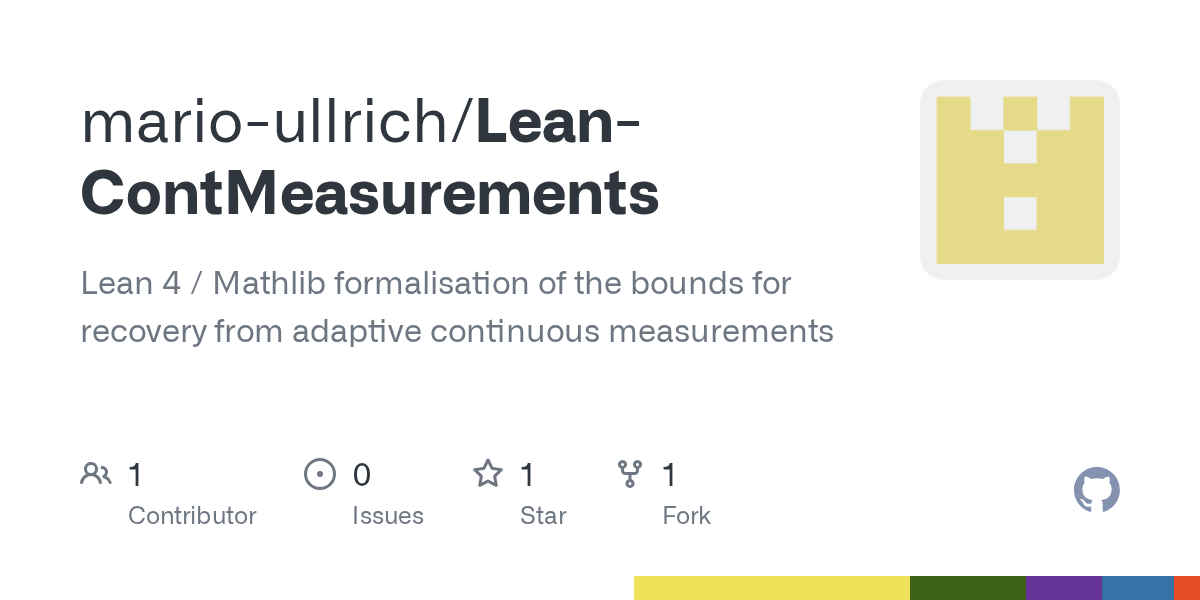 mario-ullrich/Lean-
ContMeasurements
Lean 4 / Mathlib formalisation of the bounds for
recovery from adaptive continuous measurements
1 0 1 1
Contributor Issues Star Fork